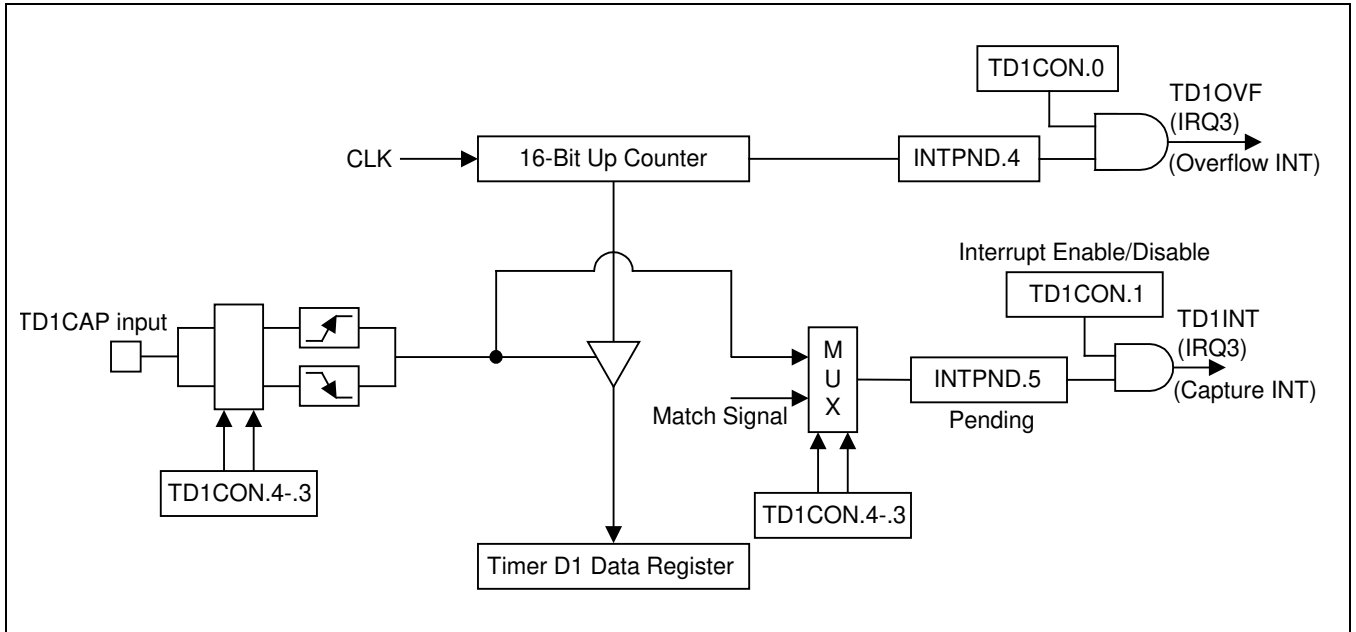 TD1CON.0
TD1OVF
(IRQ3)
(Overflow INT)
CLK
16-Bit Up Counter
INTPND.4
Interrupt Enable/Disable
TD1CON.1
TD1INT
(IRQ3)
(Capture INT)
TD1CAP input
M
U
X
INTPND.5
Pending
Match Signal
TD1CON.4-.3
TD1CON.4-.3
Timer D1 Data Register